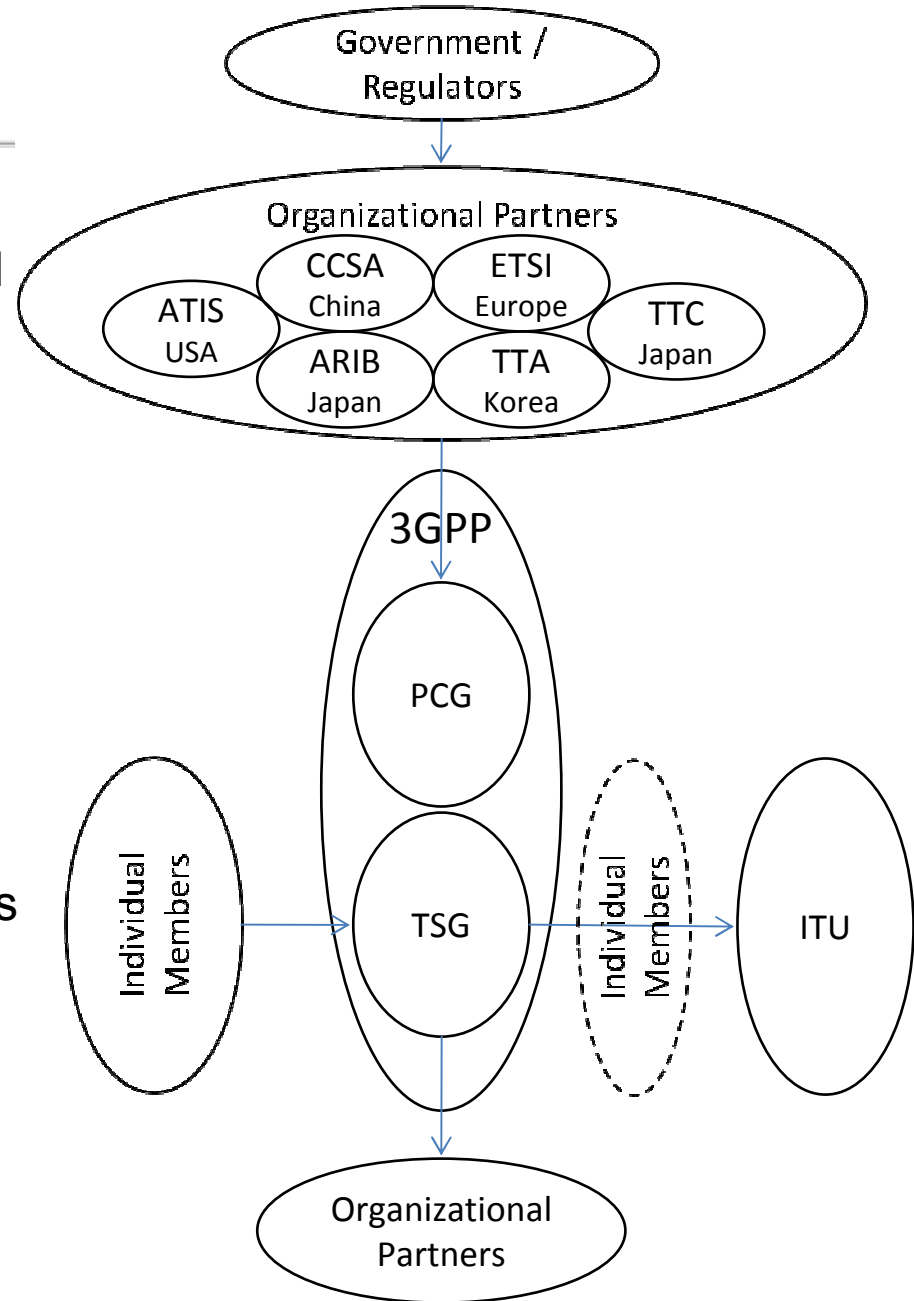 Government /
Regulators
Organizational Partners
CCSA
China
ETSI
Europe
ATIS
USA
TTC
Japan
ARIB
Japan
TTA
Korea
3GPP
PCG
Individual
Members
TSG
Individual
Members
ITU
s
Organizational
Partners